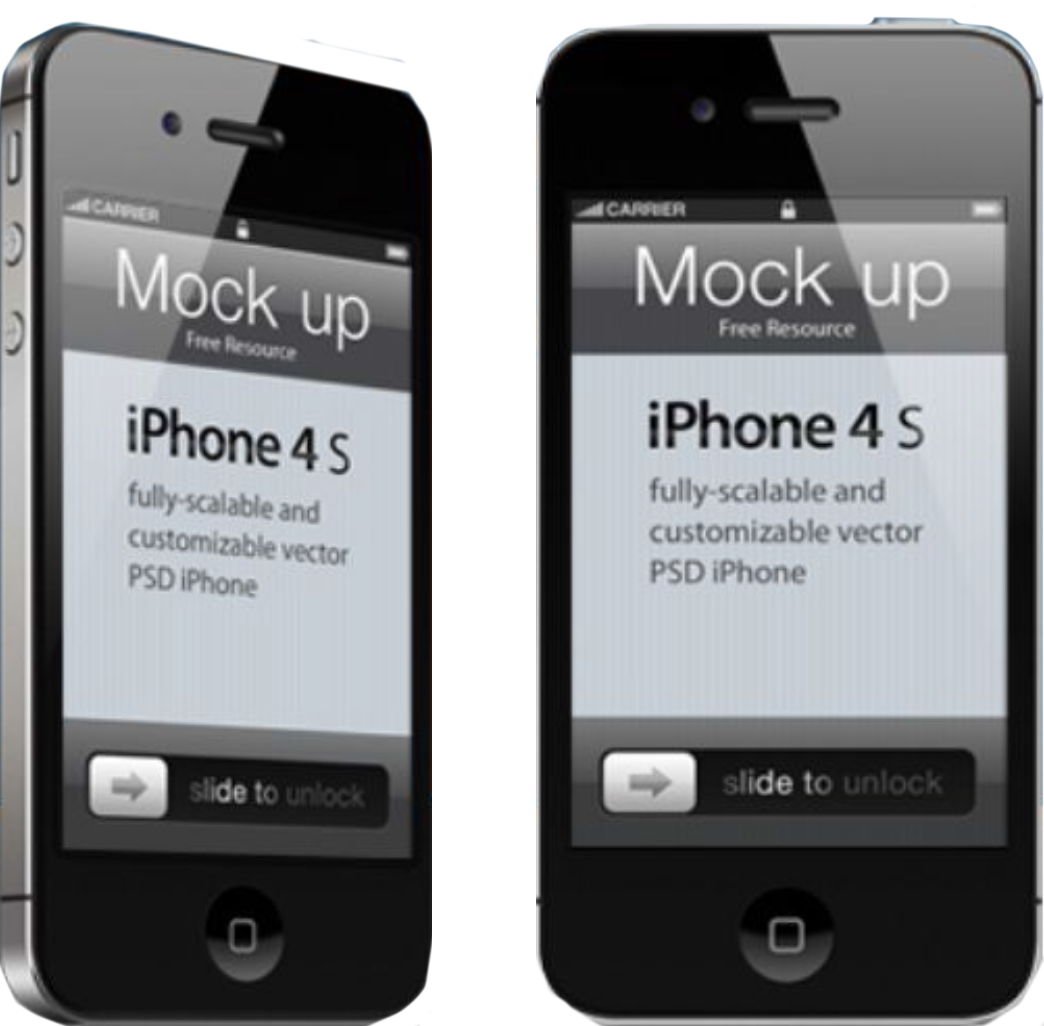 CARRIER
Mock up
Free Resource
iPhone 4 S
fully-scalable and
customizable vector
PSD iPhone
slide to unlock
CARRIER
Mock up
Free Resource
iPhone 4 S
fully-scalable and
customizable vector
PSD iPhone
slide to unlock